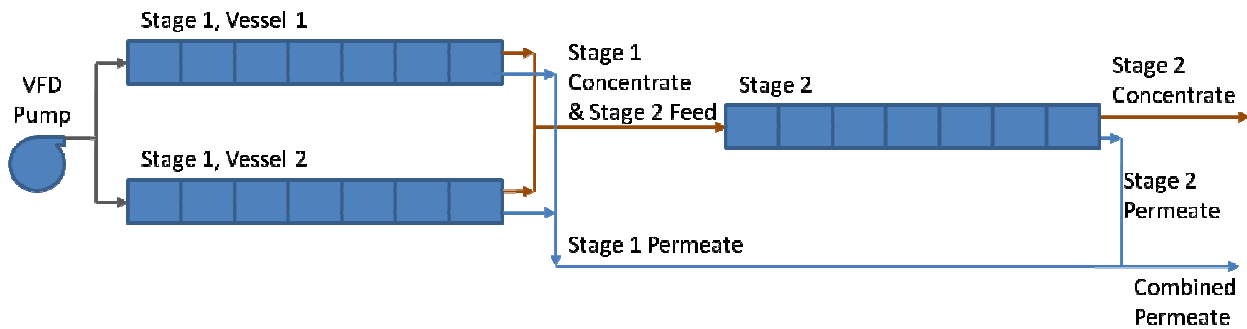 Stage 1, Vessel 1
VFD
Pump
Stage 1, Vessel 2
Stage 1
Concentrate
& Stage 2 Feed
Stage 1 Permeate
Stage 2
Stage 2
Concentrate
Stage 2
Permeate
Combined
Permeate